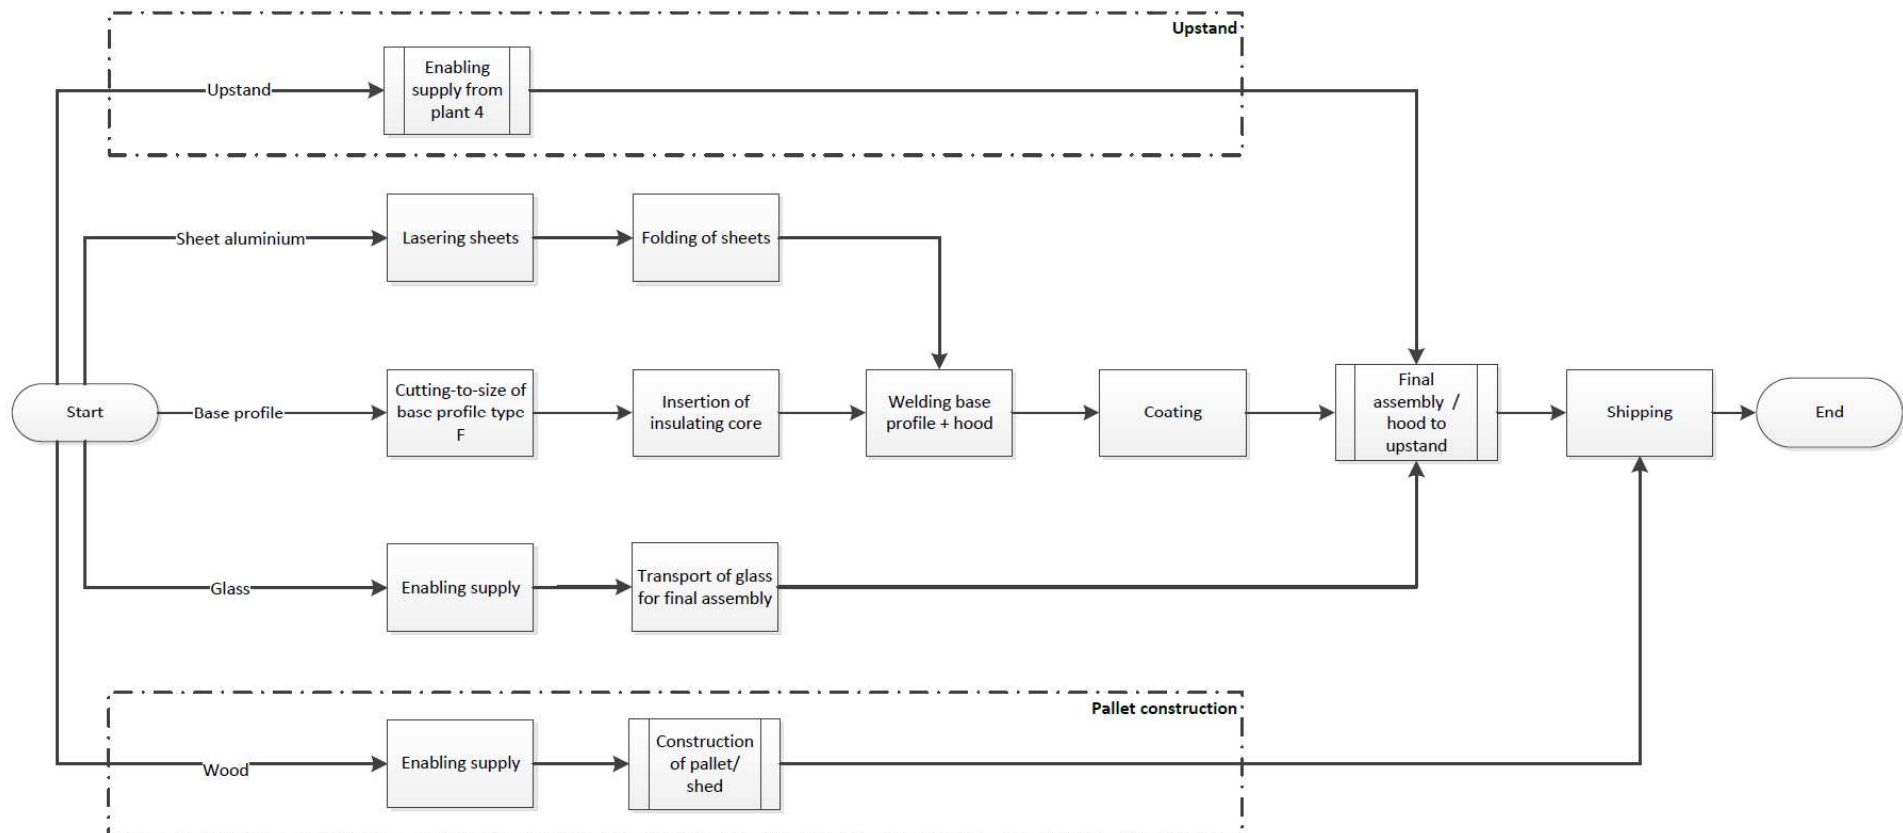 Upstand
Upstand
Enabling
supply from
plant 4
Sheet aluminium
Lasering sheets
Folding of sheets
Start
Base profile
Cutting-to-size of
base profile type
F
Insertion of
insulating core
Welding base
profile + hood
Coating
Final
assembly /
hood to
upstand
Shipping
End
Glass
Enabling supply
Transport of glass
for final assembly
Pallet construction
Wood
Enabling supply
Construction
of pallet/
shed